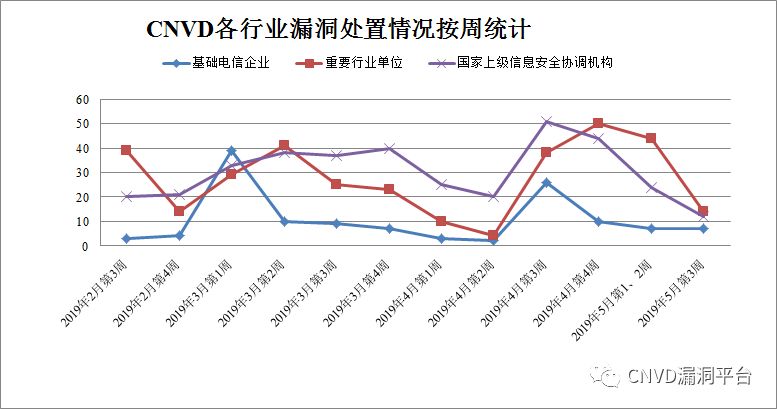 CNVD各行业漏洞处置情况按周统计
基础电信企业 重要行业单位 国家上级信息安全协调机构
60
50
40
30
20
10
0
2019年2月第3周
2019年2月第4周
2019年3月第1周
2019年3月第2周
2019年3月第3周
2019年3月第4周
2019年4月第1周
2019年4月第2周
2019年4月第3周
2019年4月第4周
2019年5月第1、2周
2019年5月第3周
CNVD漏洞平台